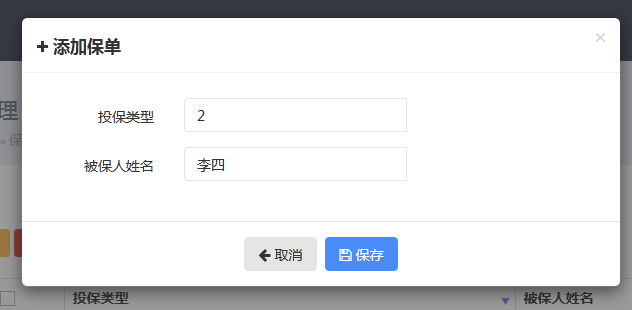 添加保单
×
理
保
投保类型
2
被保人姓名
李四
取消 保存
投保类型 被保人姓名